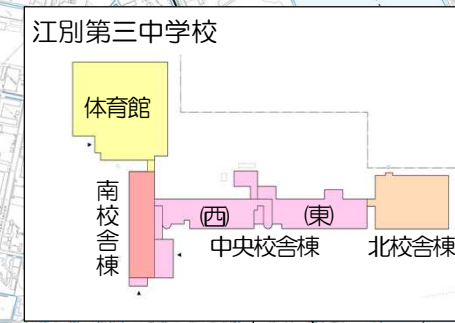 江別第三中学校
体育館
南校舎棟
(西)
(東)
中央校舎棟
北校舎棟